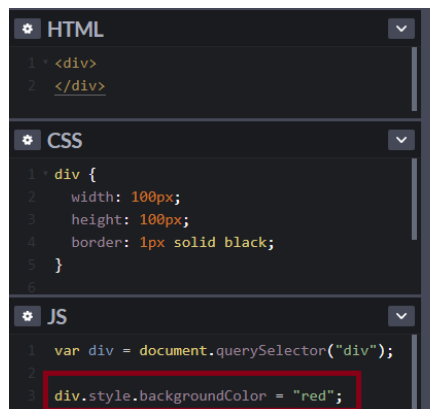 HTML
1 <div>
2 </div>
CSS
1 div {
2 width: 100px;
3 height: 100px;
4 border: 1px solid black;
5 }
6
JS
1 var div = document.querySelector("div");
2
3 div.style.backgroundColor = "red";